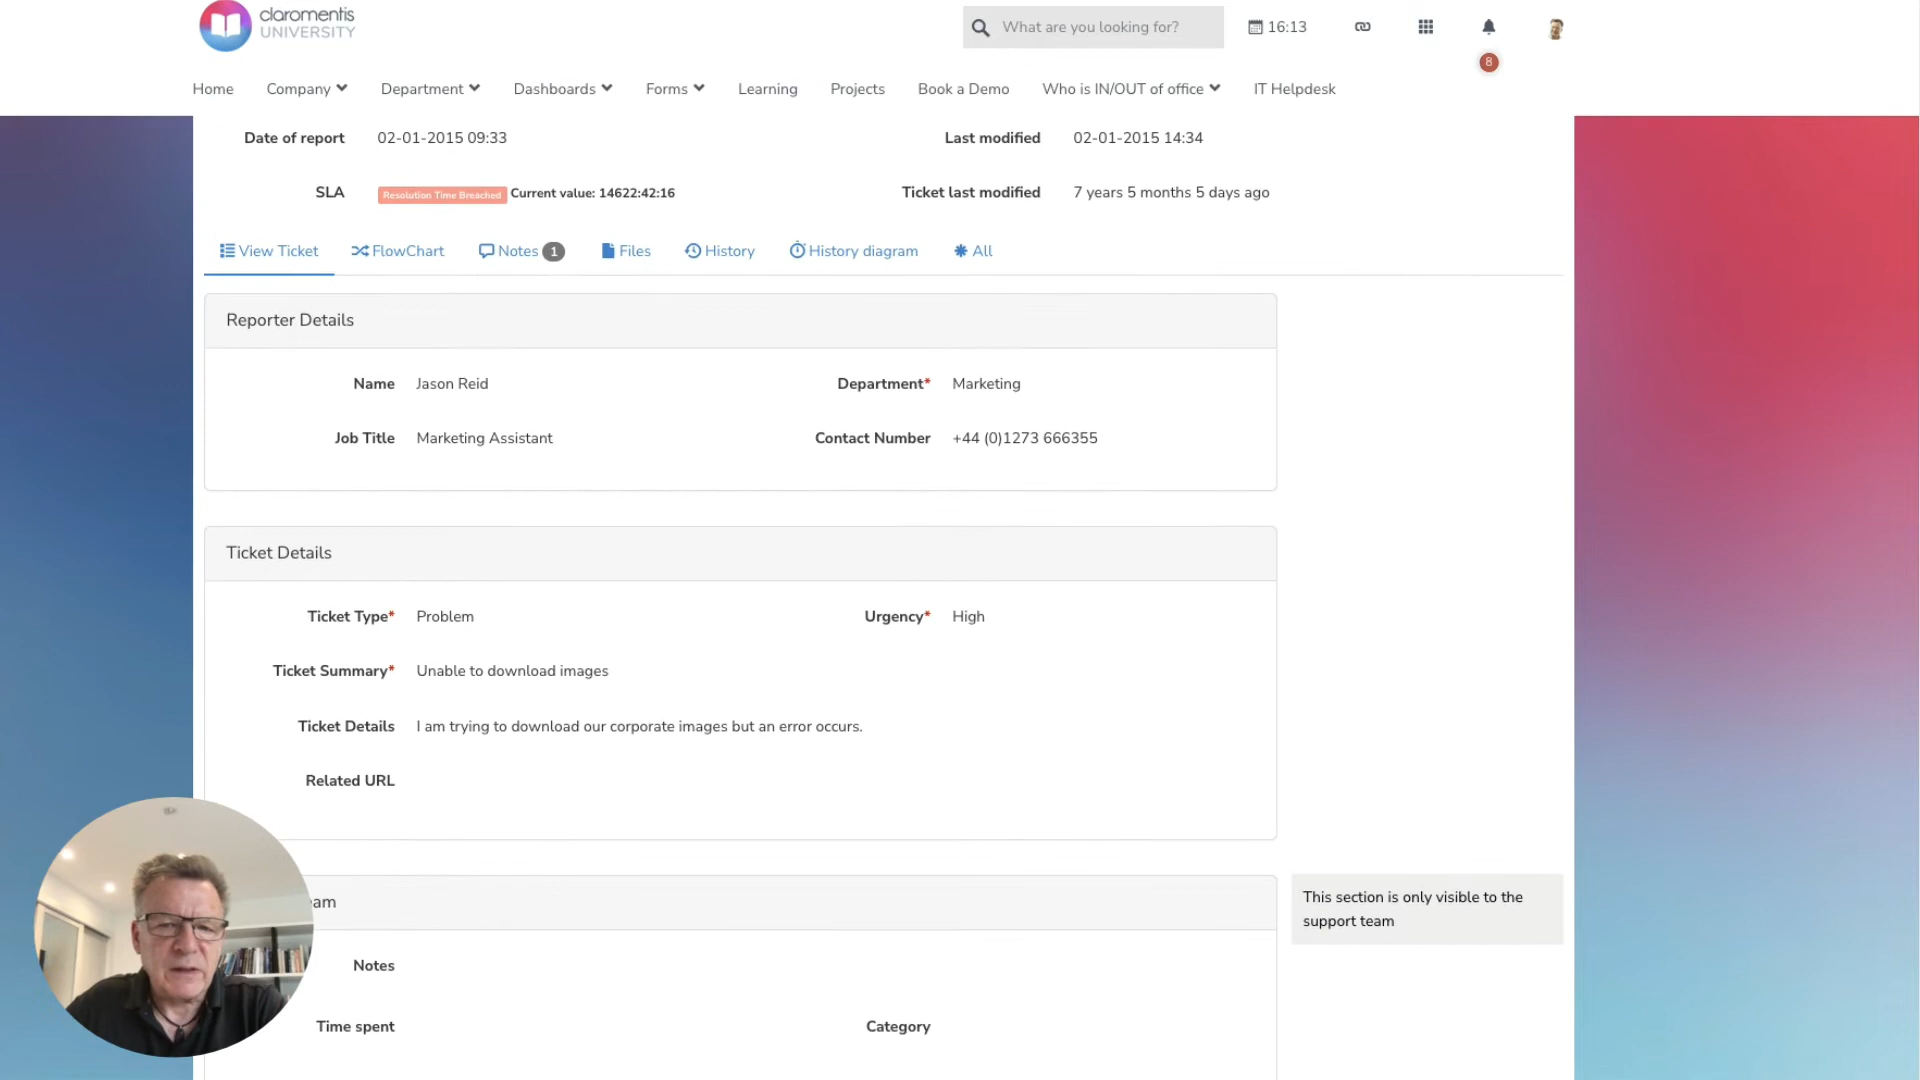 claromentis
UNIVERSITY
What are you looking for?
16:13
8
Home
Company
Department
Dashboards
Forms
Learning
Projects
Book a Demo
Who is IN/OUT of office
IT Helpdesk
Date of report 02-01-2015 09:33
Last modified 02-01-2015 14:34
SLA Resolution Time Breached Current value: 14622:42:16
Ticket last modified 7 years 5 months 5 days ago
View Ticket
FlowChart
Notes 1
Files
History
History diagram
All
Reporter Details
Name Jason Reid
Department* Marketing
Job Title Marketing Assistant
Contact Number +44 (0)1273 666355
Ticket Details
Ticket Type* Problem
Urgency* High
Ticket Summary* Unable to download images
Ticket Details I am trying to download our corporate images but an error occurs.
Related URL
eam
This section is only visible to the
support team
Notes
Time spent
Category